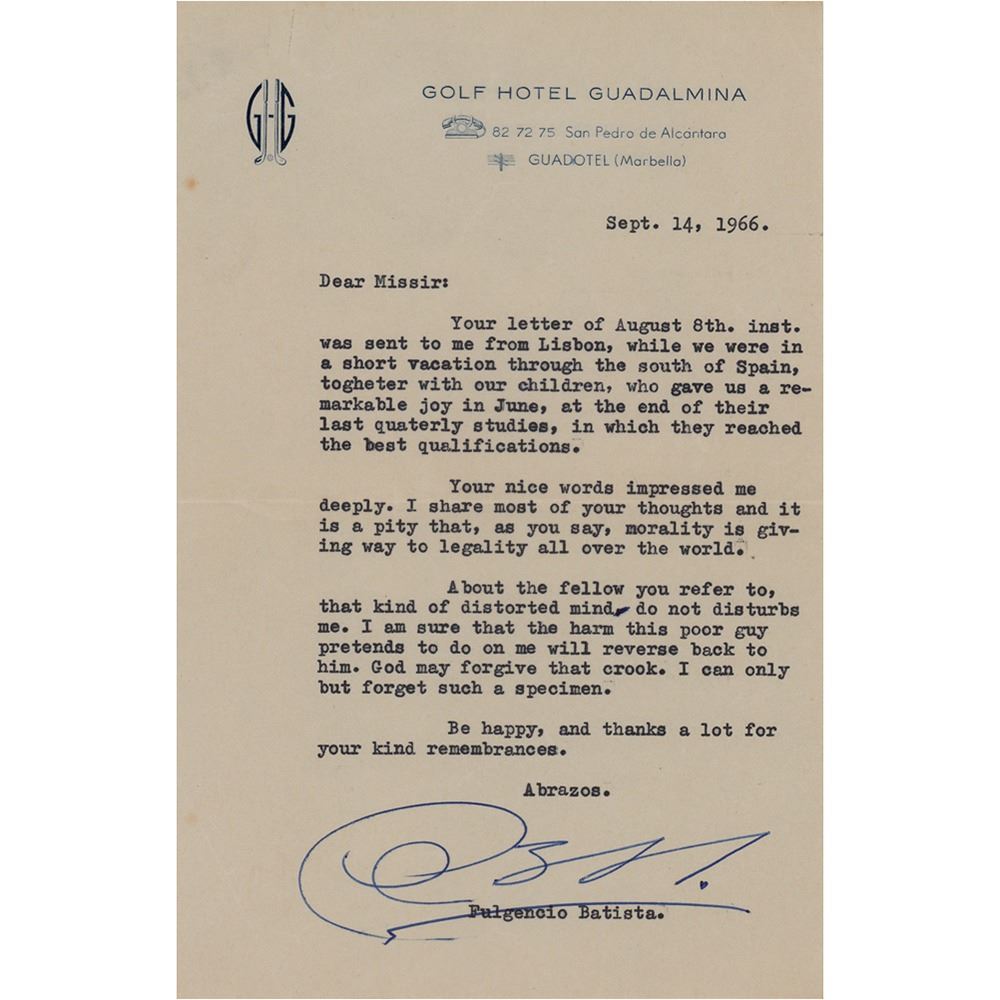 GHG
GOLF HOTEL GUADALMINA
82 72 75 San Pedro de Alcántara
GUADOTEL (Marbella)
Sept. 14, 1966.
Dear Missir:
Your letter of August 8th. inst.
was sent to me from Lisbon, while we were in
a short vacation through the south of Spain,
togheter with our children, who gave us a re-
markable joy in June, at the end of their
last quaterly studies, in which they reached
the best qualifications.
Your nice words impressed me
deeply. I share most of your thoughts and it
is a pity that, as you say, morality is giv-
ing way to legality all over the world.
About the fellow you refer to,
that kind of distorted mind do not disturbs
me. I am sure that the harm this poor guy
pretends to do on me will reverse back to
him. God may forgive that crook. I can only
but forget such a specimen.
Be happy, and thanks a lot for
your kind remembrances.
Abrazos.
Fulgencio Batista.